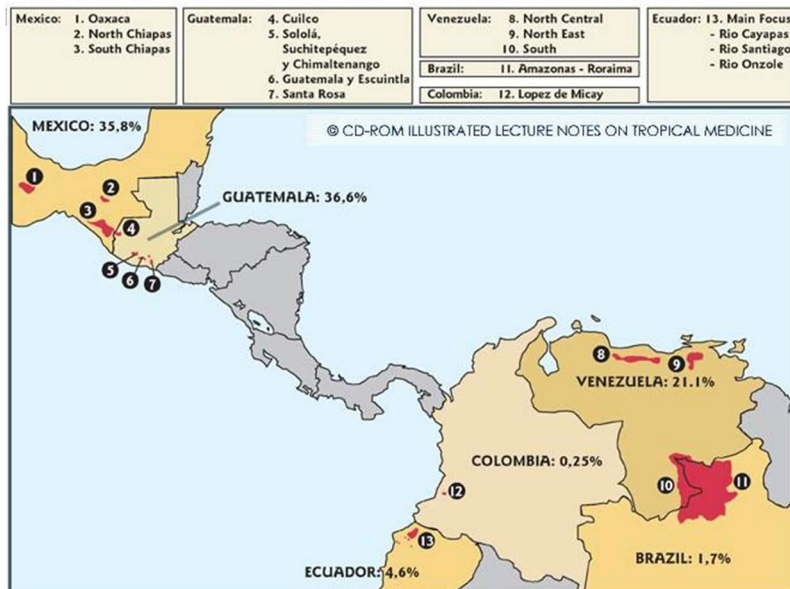 Mexico: 1. Oaxaca
2. North Chiapas
3. South Chiapas
Guatemala: 4. Cuilco
5. Sololá,
Suchitepéquez
y Chimaltenango
6. Guatemala y Escuintla
7. Santa Rosa
Venezuela: 8. North Central
9. North East
10. South
Brazil: 11. Amazonas - Roraima
Colombia: 12. Lopez de Micay
Ecuador: 13. Main Focus
- Rio Cayapas
- Rio Santiago
- Rio Onzole
MEXICO: 35,8%
© CD-ROM ILLUSTRATED LECTURE NOTES ON TROPICAL MEDICINE
1
2
GUATEMALA: 36,6%
3
4
5
6
7
8
9
VENEZUELA: 21.1%
COLOMBIA: 0,25%
10
11
12
13
BRAZIL: 1,7%
ECUADOR: 4,6%